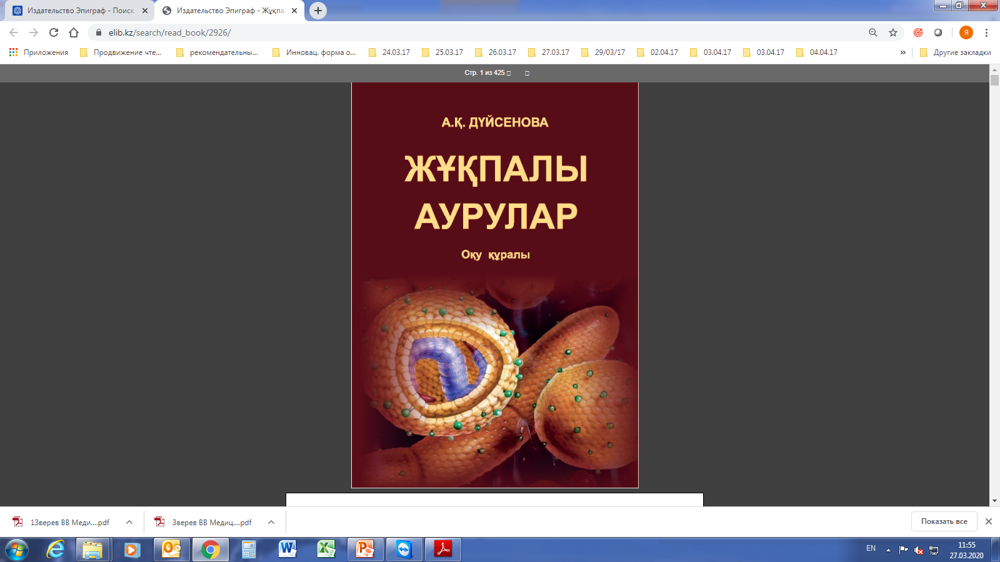 Издательство Эпиграф - Поиск
Издательство Эпиграф - Жұқпа
elib.kz/search/read_book/2926/
Я
Приложения
Продвижение чте...
рекомендательны...
Инновац. форма о...
24.03.17
25.03.17
26.03.17
27.03.17
29/03/17
02.04.17
03.04.17
03.04.17
04.04.17
»
Другие закладки
Стр. 1 из 425
А.Қ. ДҮЙСЕНОВА
ЖҰҚПАЛЫ
АУРУЛАР
Оқу құралы
13верев ВВ Меди....pdf
Зверев ВВ Медиц....pdf
Показать все
EN
11:55
27.03.2020